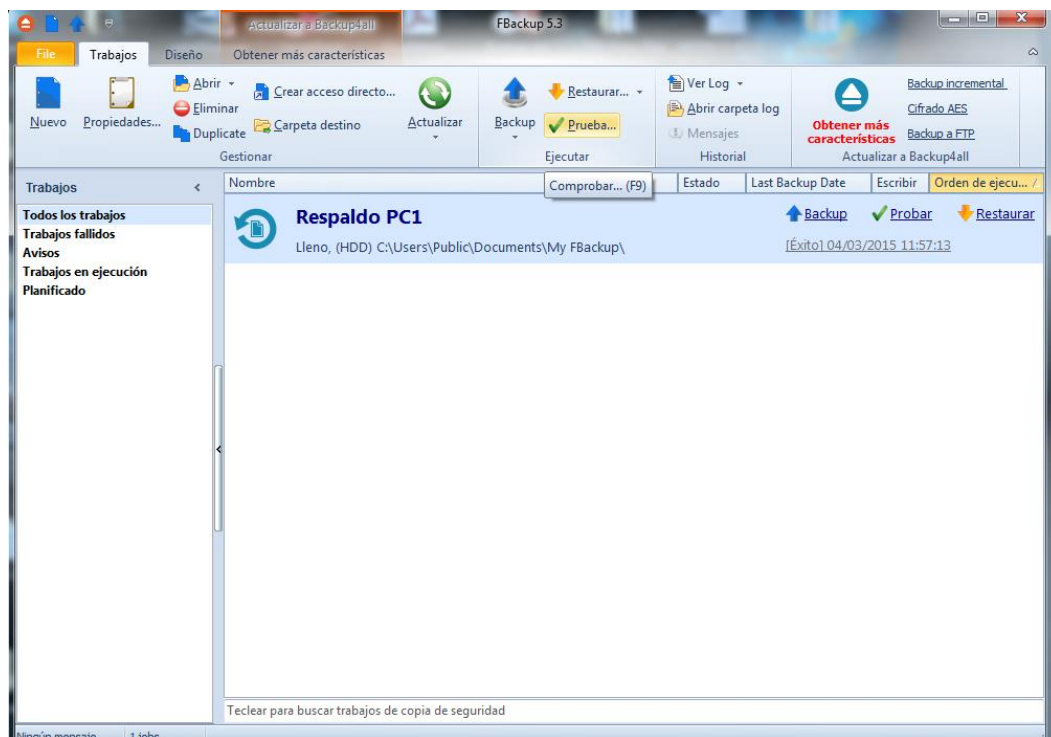 Actualizar a Backup4all
FBackup 5.3
File
Trabajos
Diseño
Obtener más características
Nuevo
Propiedades...
Abrir
Eliminar
Duplicate
Crear acceso directo...
Carpeta destino
Actualizar
Gestionar
Backup
Restaurar...
Prueba...
Ejecutar
Ver Log
Abrir carpeta log
Mensajes
Historial
Obtener más
características
Backup incremental
Cifrado AES
Backup a FTP
Actualizar a Backup4all
Trabajos
Nombre
Comprobar... (F9)
Estado
Last Backup Date
Escribir
Orden de ejecu...
Todos los trabajos
Trabajos fallidos
Avisos
Trabajos en ejecución
Planificado
Respaldo PC1
Lleno, (HDD) C:\Users\Public\Documents\My FBackup\
Backup
Probar
Restaurar
[Éxito] 04/03/2015 11:57:13
Teclear para buscar trabajos de copia de seguridad
Ningún mensaje
1 jobs